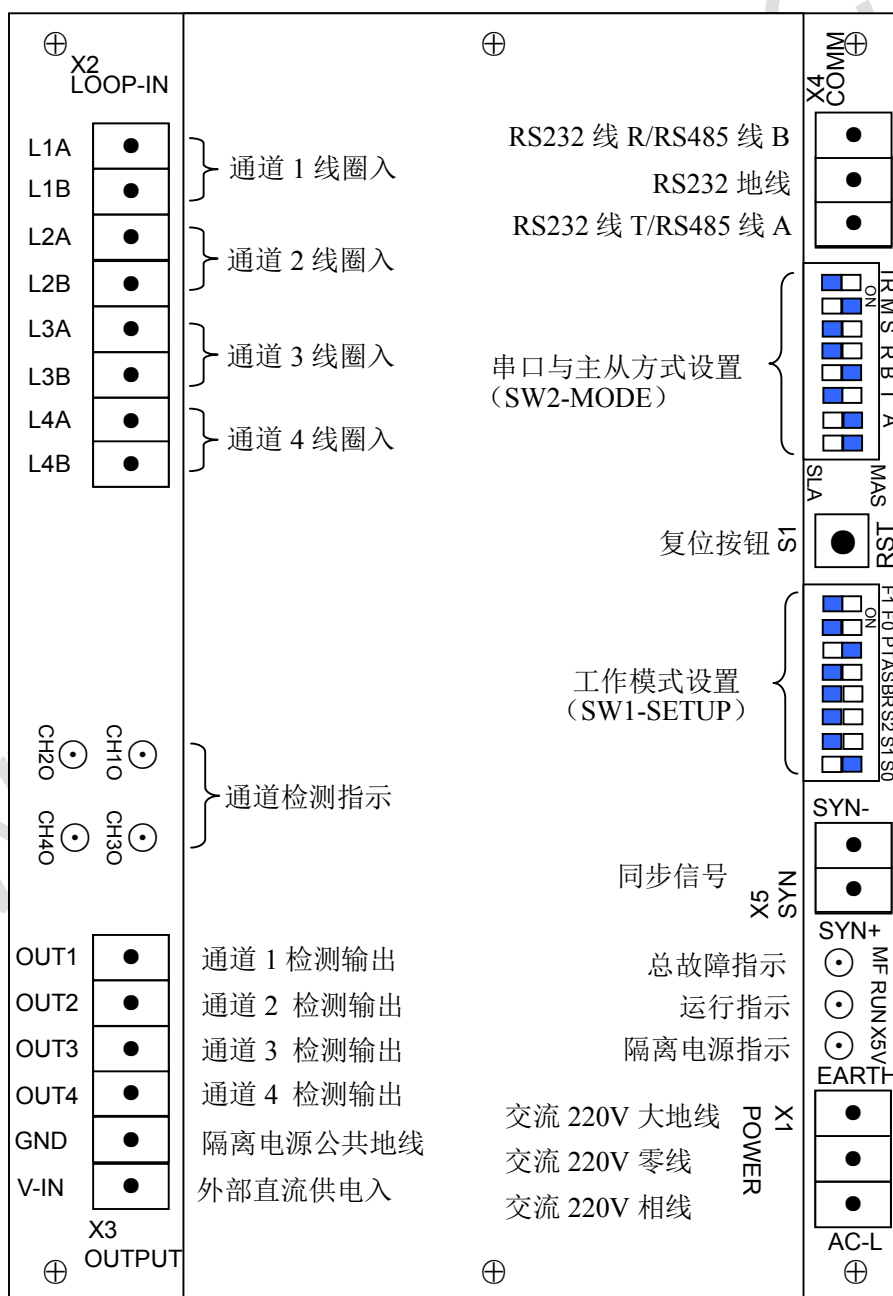 X2
LOOP-IN
L1A
L1B
通道 1 线圈入
L2A
L2B
通道 2 线圈入
L3A
L3B
通道 3 线圈入
L4A
L4B
通道 4 线圈入
CH2O
CH1O
CH4O
CH3O
通道检测指示
OUT1 通道 1 检测输出
OUT2 通道 2 检测输出
OUT3 通道 3 检测输出
OUT4 通道 4 检测输出
GND 隔离电源公共地线
V-IN 外部直流供电入
X3
OUTPUT
X4
COMM
RS232 线 R/RS485 线 B
RS232 地线
RS232 线 T/RS485 线 A
串口与主从方式设置
（SW2-MODE）
ON
TR M S R B T A
SLA
MAS
复位按钮
S1
RST
工作模式设置
（SW1-SETUP）
ON
F1 F0 PT AS BR S2 S1 S0
SYN-
同步信号
X5
SYN
SYN+
总故障指示 MF
运行指示 RUN
隔离电源指示 X5V
EARTH
X1
POWER
交流 220V 大地线
交流 220V 零线
交流 220V 相线
AC-L